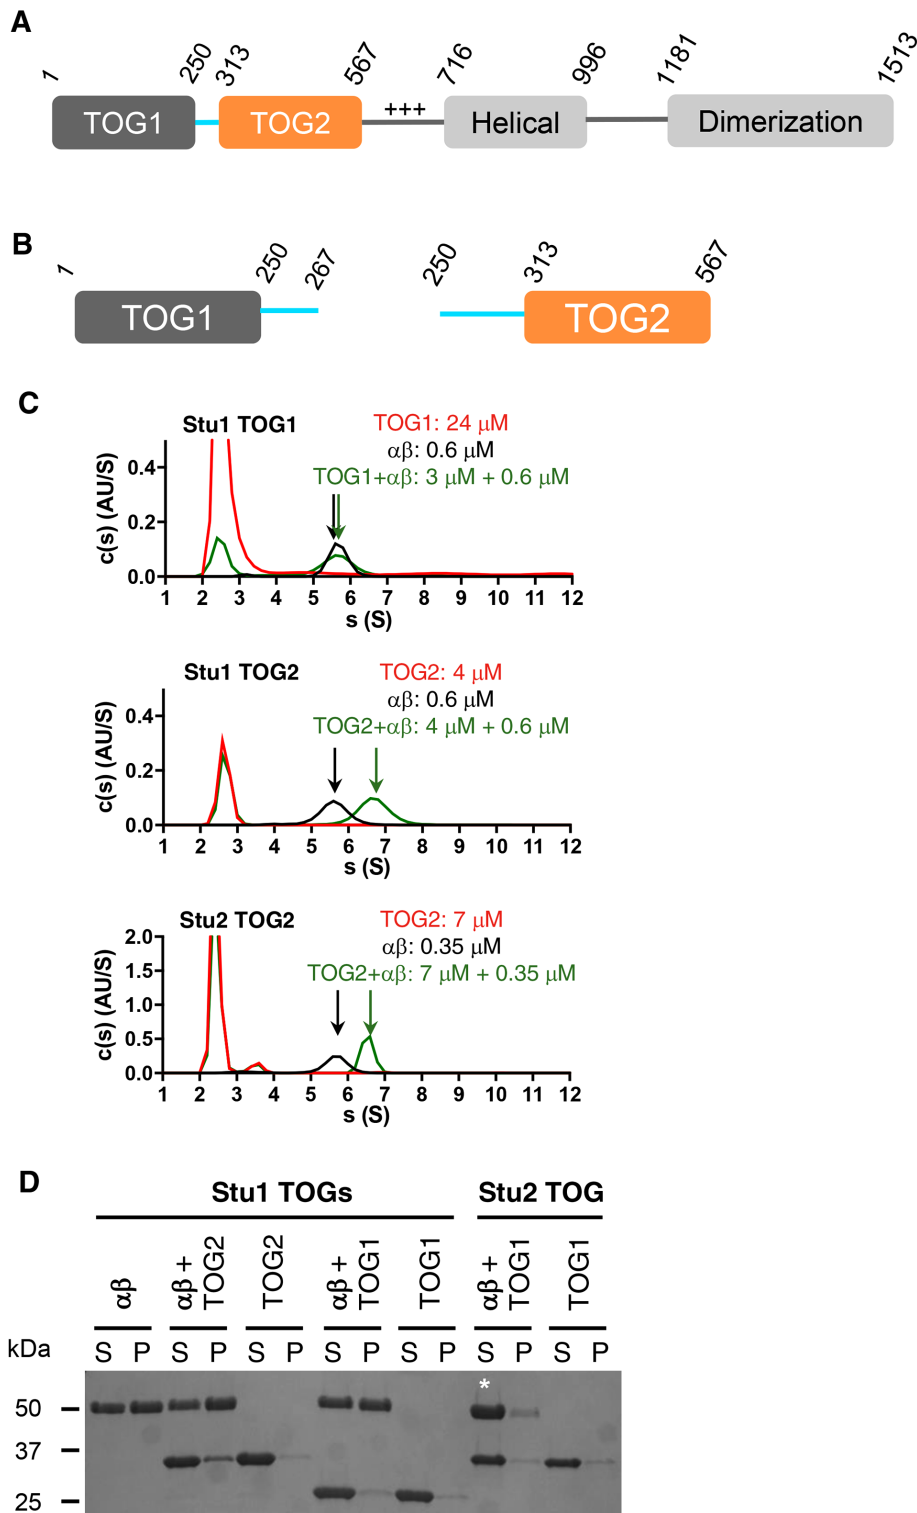 A
1 250 313 567 716 996 1181 1513
TOG1 TOG2 +++ Helical Dimerization
B
1 250 267 250 313 567
TOG1 TOG2
C
Stu1 TOG1
TOG1: 24 μM
αβ: 0.6 μM
TOG1+αβ: 3 μM + 0.6 μM
c(s) (AU/S)
0.4
0.2
0.0
1 2 3 4 5 6 7 8 9 10 11 12
s (S)
Stu1 TOG2
TOG2: 4 μM
αβ: 0.6 μM
TOG2+αβ: 4 μM + 0.6 μM
c(s) (AU/S)
0.4
0.2
0.0
1 2 3 4 5 6 7 8 9 10 11 12
s (S)
Stu2 TOG2
TOG2: 7 μM
αβ: 0.35 μM
TOG2+αβ: 7 μM + 0.35 μM
c(s) (AU/S)
2.0
1.5
1.0
0.5
0.0
1 2 3 4 5 6 7 8 9 10 11 12
s (S)
D
Stu1 TOGs Stu2 TOG
αβ
αβ +
TOG2
TOG2
αβ +
TOG1
TOG1
αβ +
TOG1
TOG1
kDa S P S P S P S P S P S P S P
*
50
37
25